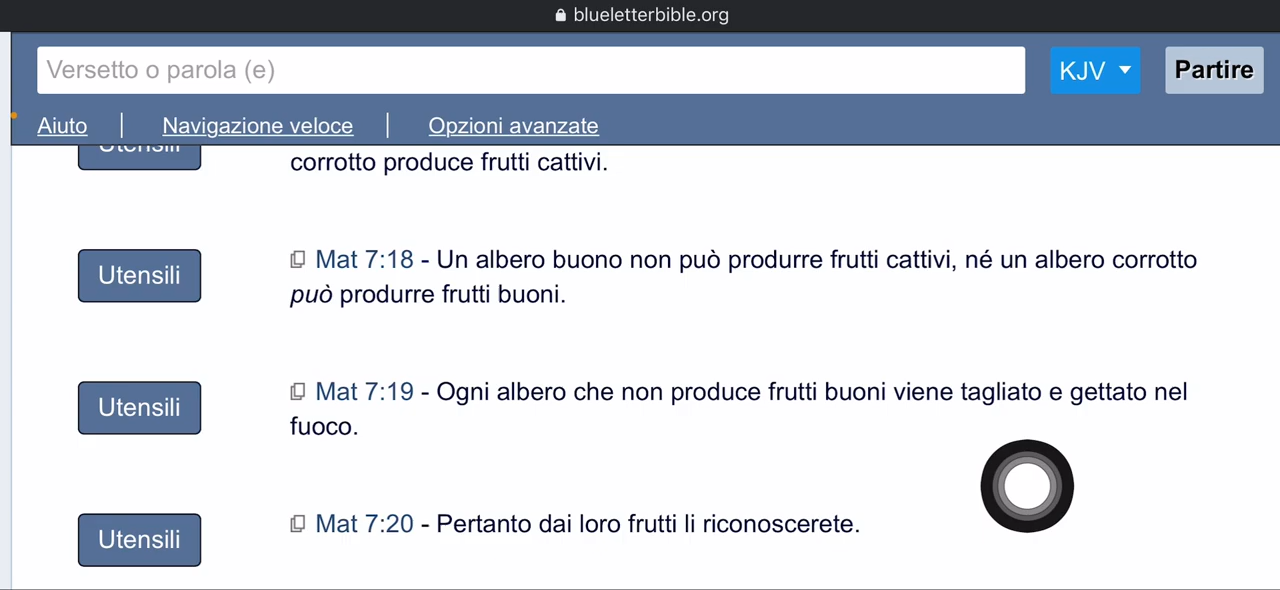 blueletterbible.org
Versetto o parola (e)
KJV
Partire
Aiuto
Navigazione veloce
Opzioni avanzate
Utensili
corrotto produce frutti cattivi.
Utensili
Mat 7:18 - Un albero buono non può produrre frutti cattivi, né un albero corrotto
può produrre frutti buoni.
Utensili
Mat 7:19 - Ogni albero che non produce frutti buoni viene tagliato e gettato nel
fuoco.
Utensili
Mat 7:20 - Pertanto dai loro frutti li riconoscerete.